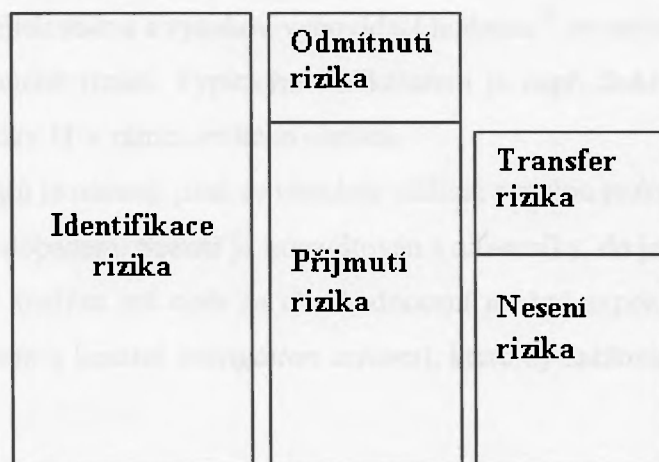 Identifikace
rizika
Odmítnutí
rizika
Přijmutí
rizika
Transfer
rizika
Nesení
rizika